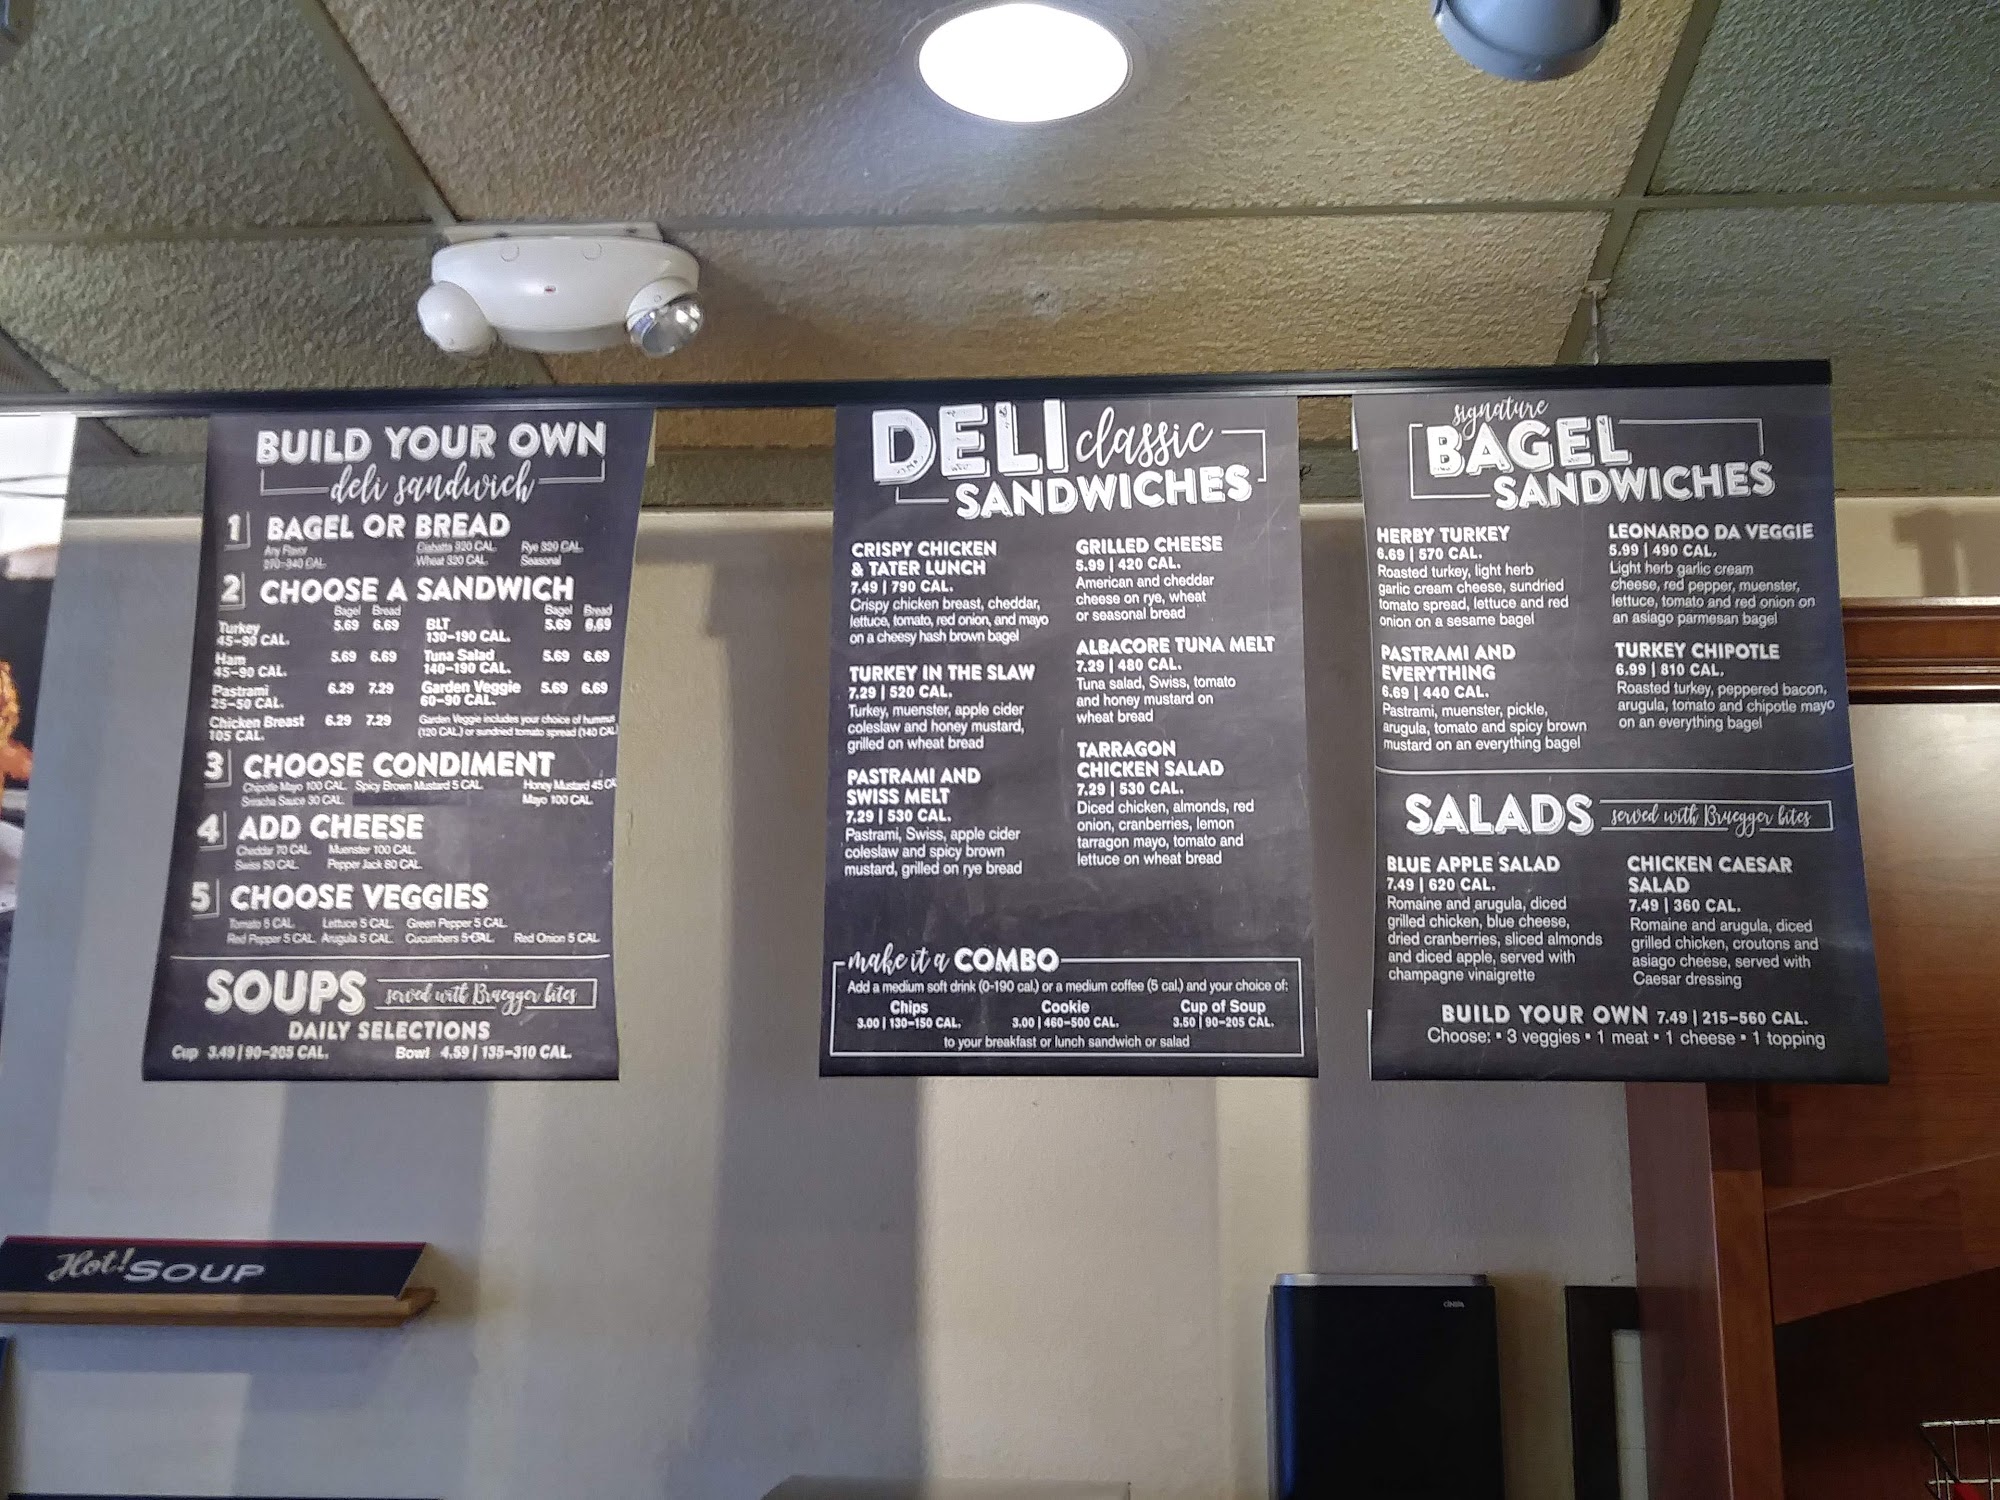 BUILD YOUR OWN
deli sandwich
1 BAGEL OR BREAD
Any Flavor Ciabatta 320 CAL. Rye 320 CAL.
270-340 CAL. Wheat 320 CAL. Seasonal
2 CHOOSE A SANDWICH
Bagel Bread Bagel Bread
Turkey 5.69 6.69 BLT 5.69 6.69
45-90 CAL. 130-190 CAL.
Ham 5.69 6.69 Tuna Salad 5.69 6.69
45-90 CAL. 140-190 CAL.
Pastrami 6.29 7.29 Garden Veggie 5.69 6.69
25-50 CAL. 60-90 CAL.
Chicken Breast 6.29 7.29 Garden Veggie includes your choice of hummus
105 CAL. (120 CAL.) or sundried tomato spread (140 CAL
3 CHOOSE CONDIMENT
Chipotle Mayo 100 CAL. Spicy Brown Mustard 5 CAL. Honey Mustard 45 CA
Sriracha Sauce 30 CAL. Mayo 100 CAL.
4 ADD CHEESE
Cheddar 70 CAL. Muenster 100 CAL.
Swiss 50 CAL. Pepper Jack 80 CAL.
5 CHOOSE VEGGIES
Tomato 5 CAL. Lettuce 5 CAL. Green Pepper 5 CAL.
Red Pepper 5 CAL. Arugula 5 CAL. Cucumbers 5 CAL. Red Onion 5 CAL.
SOUPS served with Bruegger bites
DAILY SELECTIONS
Cup 3.49 | 90-205 CAL. Bowl 4.59 | 135-310 CAL.
DELI classic
SANDWICHES
CRISPY CHICKEN
& TATER LUNCH
7.49 | 790 CAL.
Crispy chicken breast, cheddar,
lettuce, tomato, red onion, and mayo
on a cheesy hash brown bagel
TURKEY IN THE SLAW
7.29 | 520 CAL.
Turkey, muenster, apple cider
coleslaw and honey mustard,
grilled on wheat bread
PASTRAMI AND
SWISS MELT
7.29 | 530 CAL.
Pastrami, Swiss, apple cider
coleslaw and spicy brown
mustard, grilled on rye bread
GRILLED CHEESE
5.99 | 420 CAL.
American and cheddar
cheese on rye, wheat
or seasonal bread
ALBACORE TUNA MELT
7.29 | 480 CAL.
Tuna salad, Swiss, tomato
and honey mustard on
wheat bread
TARRAGON
CHICKEN SALAD
7.29 | 530 CAL.
Diced chicken, almonds, red
onion, cranberries, lemon
tarragon mayo, tomato and
lettuce on wheat bread
make it a COMBO
Add a medium soft drink (0-190 cal.) or a medium coffee (5 cal.) and your choice of:
Chips Cookie Cup of Soup
3.00 | 130-150 CAL. 3.00 | 460-500 CAL. 3.50 | 90-205 CAL.
to your breakfast or lunch sandwich or salad
signature
BAGEL
SANDWICHES
HERBY TURKEY
6.69 | 570 CAL.
Roasted turkey, light herb
garlic cream cheese, sundried
tomato spread, lettuce and red
onion on a sesame bagel
PASTRAMI AND
EVERYTHING
6.69 | 440 CAL.
Pastrami, muenster, pickle,
arugula, tomato and spicy brown
mustard on an everything bagel
LEONARDO DA VEGGIE
5.99 | 490 CAL.
Light herb garlic cream
cheese, red pepper, muenster,
lettuce, tomato and red onion on
an asiago parmesan bagel
TURKEY CHIPOTLE
6.99 | 810 CAL.
Roasted turkey, peppered bacon,
arugula, tomato and chipotle mayo
on an everything bagel
SALADS served with Bruegger bites
BLUE APPLE SALAD
7.49 | 620 CAL.
Romaine and arugula, diced
grilled chicken, blue cheese,
dried cranberries, sliced almonds
and diced apple, served with
champagne vinaigrette
CHICKEN CAESAR
SALAD
7.49 | 360 CAL.
Romaine and arugula, diced
grilled chicken, croutons and
asiago cheese, served with
Caesar dressing
BUILD YOUR OWN 7.49 | 215-560 CAL.
Choose: • 3 veggies • 1 meat • 1 cheese • 1 topping
Hot! SOUP